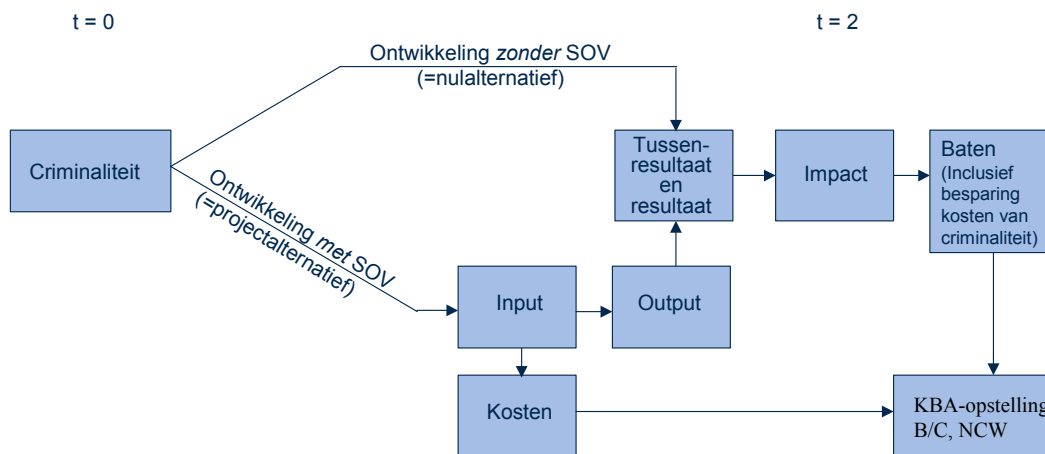 t = 0
t = 2
Ontwikkeling zonder SOV
(=nulalternatief)
Criminaliteit
Ontwikkeling met SOV
(=projectalternatief)
Tussen-
resultaat
en
resultaat
Impact
Baten
(Inclusief
besparing
kosten van
criminaliteit)
Input
Output
Kosten
KBA-opstelling
B/C, NCW